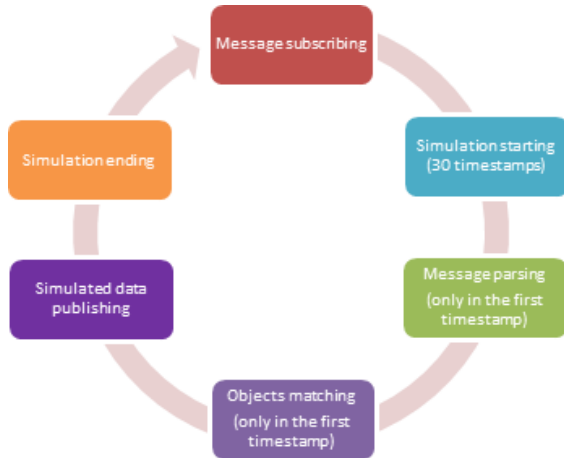 Message subscribing
Simulation starting
(30 timestamps)
Message parsing
(only in the first
timestamp)
Objects matching
(only in the first
timestamp)
Simulated data
publishing
Simulation ending